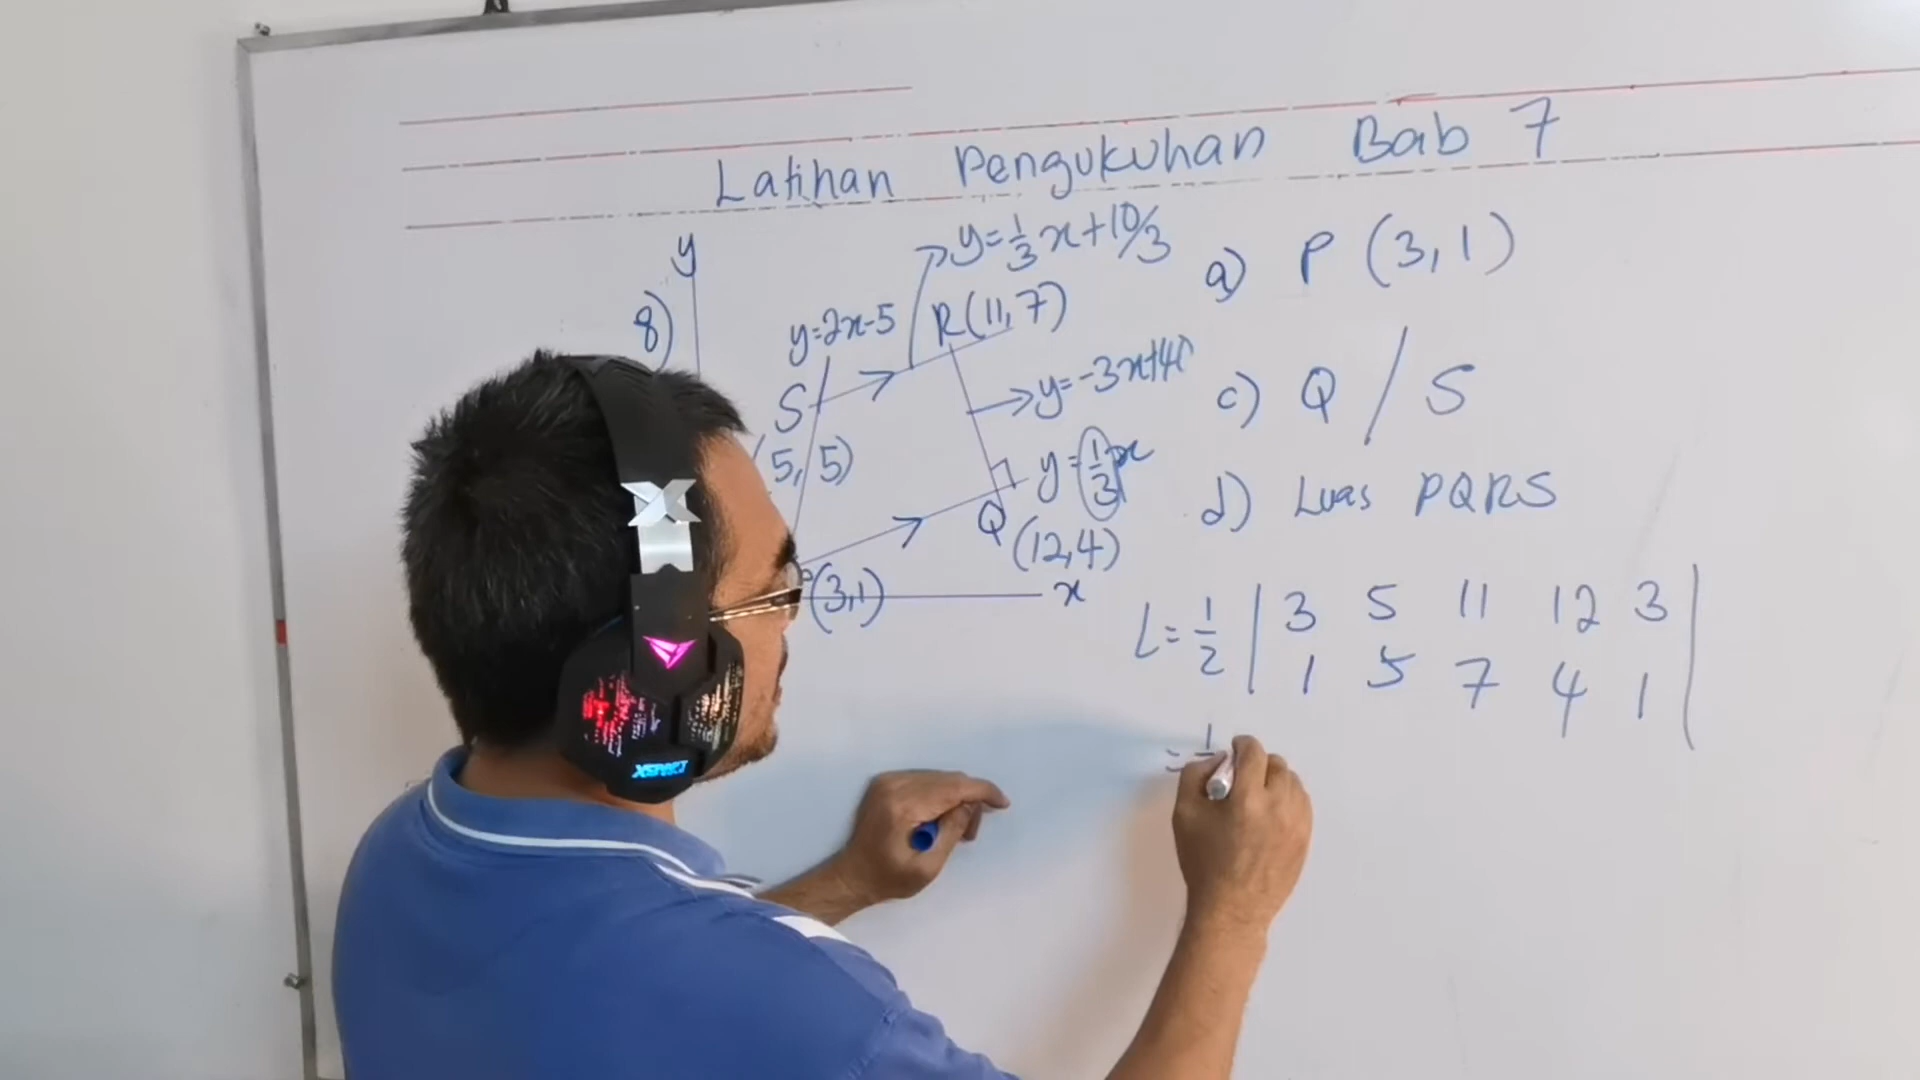 Latihan Pengukuhan Bab 7
8)
y
y=2x-5
y=1/3x+10/3
R(11,7)
S
(5, 5)
y=-3x+40
y=1/3x
Q
(12,4)
(3,1)
x
a) P (3,1)
c) Q / S
d) Luas PQRS
L=1/2 | 3 5 11 12 3 |
1 5 7 4 1
= 1